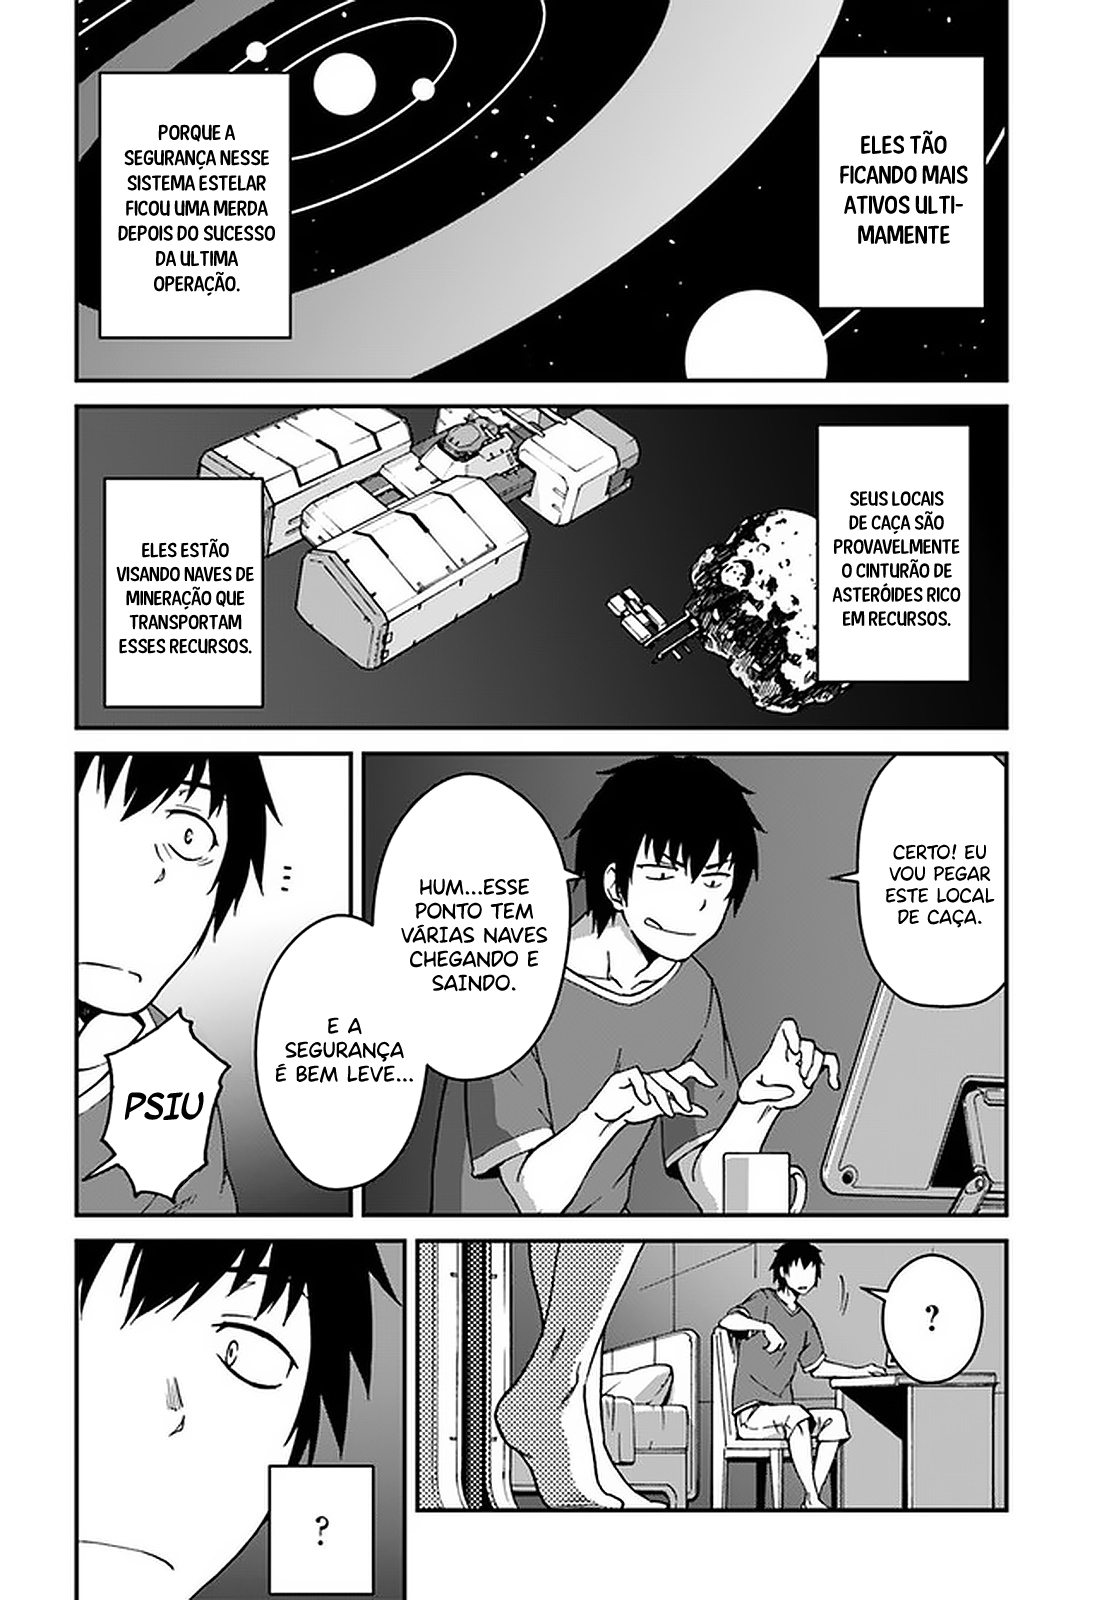 ELES TÃO
FICANDO MAIS
ATIVOS ULTI-
MAMENTE
PORQUE A
SEGURANÇA NESSE
SISTEMA ESTELAR
FICOU UMA MERDA
DEPOIS DO SUCESSO
DA ULTIMA
OPERAÇÃO.
SEUS LOCAIS
DE CAÇA SÃO
PROVAVELMENTE
O CINTURÃO DE
ASTERÓIDES RICO
EM RECURSOS.
ELES ESTÃO
VISANDO NAVES DE
MINERAÇÃO QUE
TRANSPORTAM
ESSES RECURSOS.
CERTO! EU
VOU PEGAR
ESTE LOCAL
DE CAÇA.
HUM...ESSE
PONTO TEM
VÁRIAS NAVES
CHEGANDO E
SAINDO.
E A
SEGURANÇA
É BEM LEVE...
PSIU
?
?